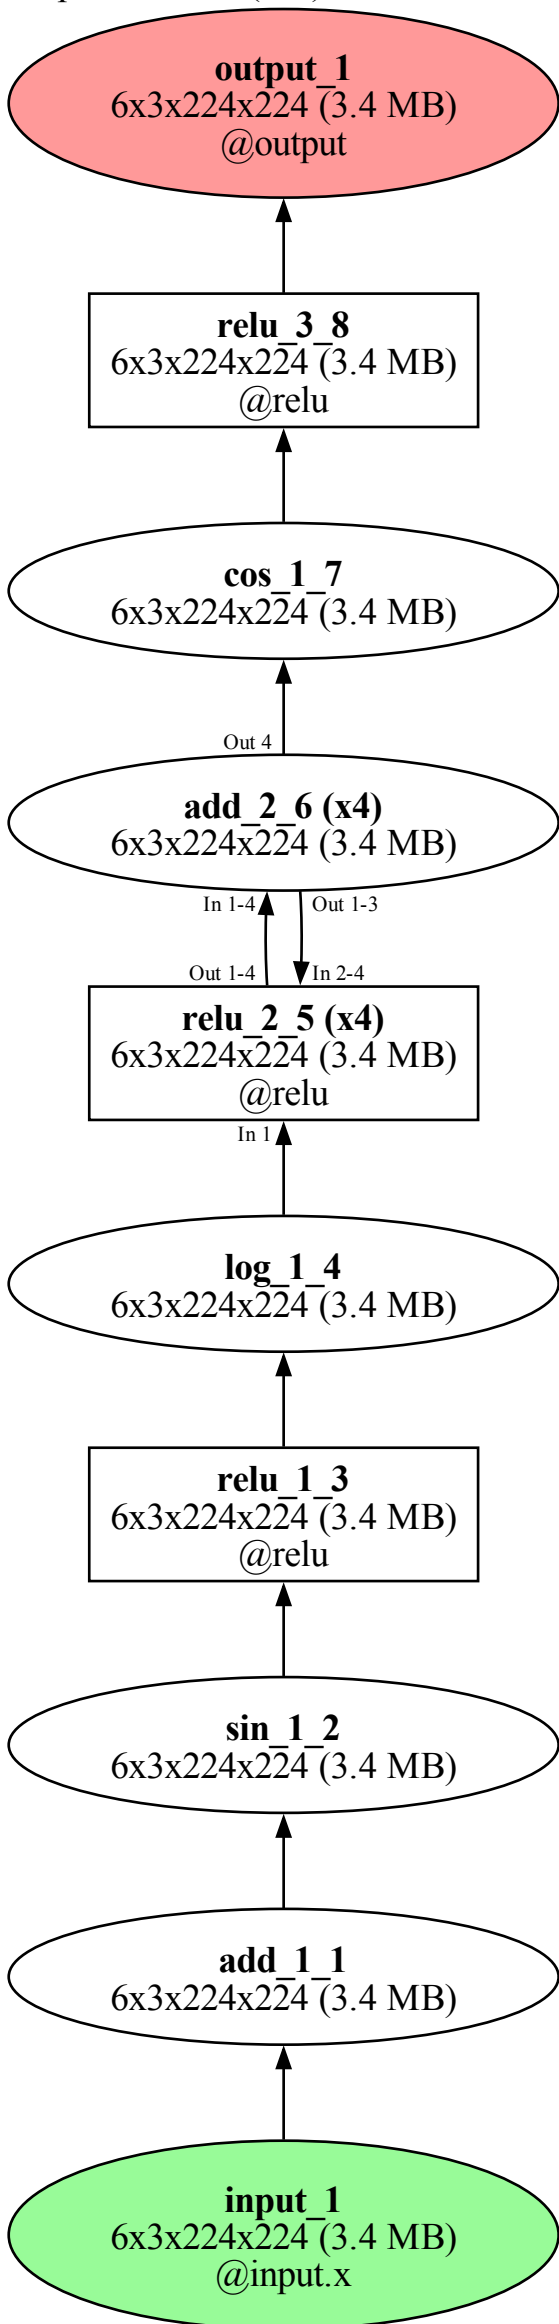 output_1
6x3x224x224 (3.4 MB)
@output
relu_3_8
6x3x224x224 (3.4 MB)
@relu
cos_1_7
6x3x224x224 (3.4 MB)
Out 4
add_2_6 (x4)
6x3x224x224 (3.4 MB)
In 1-4
Out 1-3
Out 1-4
In 2-4
relu_2_5 (x4)
6x3x224x224 (3.4 MB)
@relu
In 1
log_1_4
6x3x224x224 (3.4 MB)
relu_1_3
6x3x224x224 (3.4 MB)
@relu
sin_1_2
6x3x224x224 (3.4 MB)
add_1_1
6x3x224x224 (3.4 MB)
input_1
6x3x224x224 (3.4 MB)
@input.x